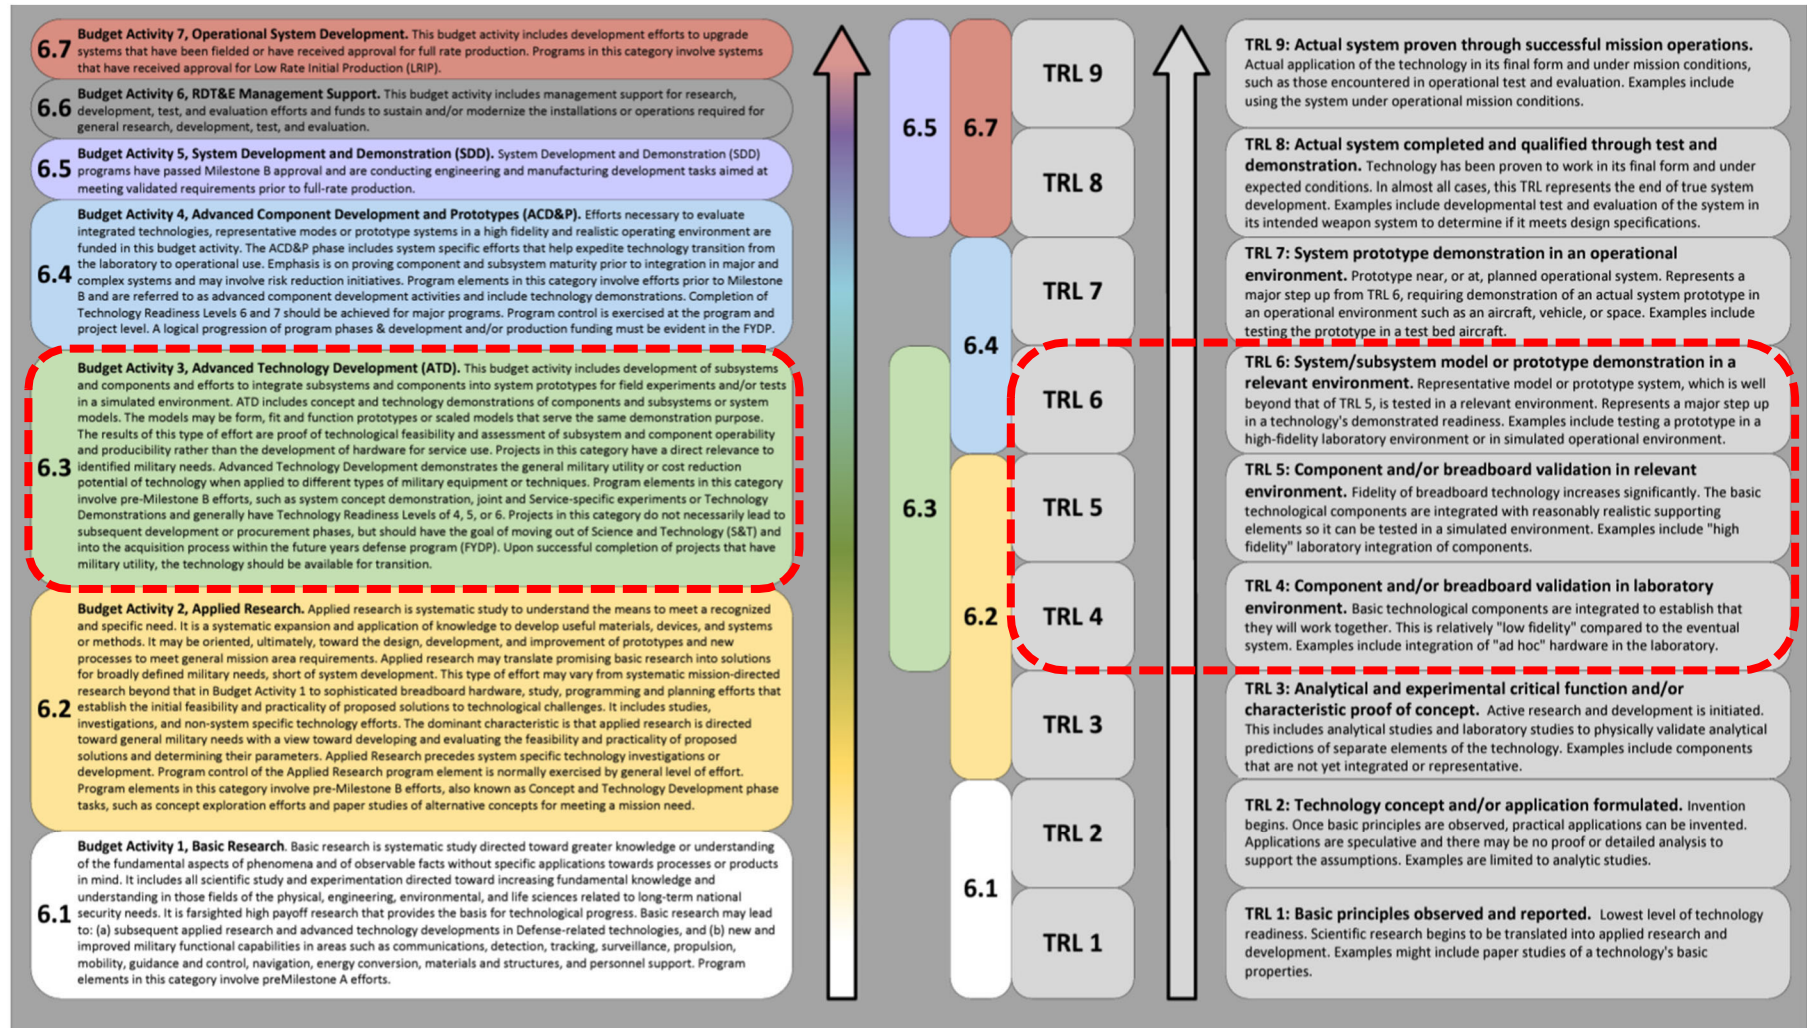 6.7
Budget Activity 7, Operational System Development. This budget activity includes development efforts to upgrade
systems that have been fielded or have received approval for full rate production. Programs in this category involve systems
that have received approval for Low Rate Initial Production (LRIP).
6.6
Budget Activity 6, RDT&E Management Support. This budget activity includes management support for research,
development, test, and evaluation efforts and funds to sustain and/or modernize the installations or operations required for
general research, development, test, and evaluation.
6.5
Budget Activity 5, System Development and Demonstration (SDD). System Development and Demonstration (SDD)
programs have passed Milestone B approval and are conducting engineering and manufacturing development tasks aimed at
meeting validated requirements prior to full-rate production.
6.4
Budget Activity 4, Advanced Component Development and Prototypes (ACD&P). Efforts necessary to evaluate
integrated technologies, representative modes or prototype systems in a high fidelity and realistic operating environment are
funded in this budget activity. The ACD&P phase includes system specific efforts that help expedite technology transition from
the laboratory to operational use. Emphasis is on proving component and subsystem maturity prior to integration in major and
complex systems and may involve risk reduction initiatives. Program elements in this category involve efforts prior to Milestone
B and are referred to as advanced component development activities and include technology demonstrations. Completion of
Technology Readiness Levels 6 and 7 should be achieved for major programs. Program control is exercised at the program and
project level. A logical progression of program phases & development and/or production funding must be evident in the FYDP.
6.3
Budget Activity 3, Advanced Technology Development (ATD). This budget activity includes development of subsystems
and components and efforts to integrate subsystems and components into system prototypes for field experiments and/or tests
in a simulated environment. ATD includes concept and technology demonstrations of components and subsystems or system
models. The models may be form, fit and function prototypes or scaled models that serve the same demonstration purpose.
The results of this type of effort are proof of technological feasibility and assessment of subsystem and component operability
and producibility rather than the development of hardware for service use. Projects in this category have a direct relevance to
identified military needs. Advanced Technology Development demonstrates the general military utility or cost reduction
potential of technology when applied to different types of military equipment or techniques. Program elements in this category
involve pre-Milestone B efforts, such as system concept demonstration, joint and Service-specific experiments or Technology
Demonstrations and generally have Technology Readiness Levels of 4, 5, or 6. Projects in this category do not necessarily lead to
subsequent development or procurement phases, but should have the goal of moving out of Science and Technology (S&T) and
into the acquisition process within the future years defense program (FYDP). Upon successful completion of projects that have
military utility, the technology should be available for transition.
6.2
Budget Activity 2, Applied Research. Applied research is systematic study to understand the means to meet a recognized
and specific need. It is a systematic expansion and application of knowledge to develop useful materials, devices, and systems
or methods. It may be oriented, ultimately, toward the design, development, and improvement of prototypes and new
processes to meet general mission area requirements. Applied research may translate promising basic research into solutions
for broadly defined military needs, short of system development. This type of effort may vary from systematic mission-directed
research beyond that in Budget Activity 1 to sophisticated breadboard hardware, study, programming and planning efforts that
establish the initial feasibility and practicality of proposed solutions to technological challenges. It includes studies,
investigations, and non-system specific technology efforts. The dominant characteristic is that applied research is directed
toward general military needs with a view toward developing and evaluating the feasibility and practicality of proposed
solutions and determining their parameters. Applied Research precedes system specific technology investigations or
development. Program control of the Applied Research program element is normally exercised by general level of effort.
Program elements in this category involve pre-Milestone B efforts, also known as Concept and Technology Development phase
tasks, such as concept exploration efforts and paper studies of alternative concepts for meeting a mission need.
6.1
Budget Activity 1, Basic Research. Basic research is systematic study directed toward greater knowledge or understanding
of the fundamental aspects of phenomena and of observable facts without specific applications towards processes or products
in mind. It includes all scientific study and experimentation directed toward increasing fundamental knowledge and
understanding in those fields of the physical, engineering, environmental, and life sciences related to long-term national
security needs. It is farsighted high payoff research that provides the basis for technological progress. Basic research may lead
to: (a) subsequent applied research and advanced technology developments in Defense-related technologies, and (b) new and
improved military functional capabilities in areas such as communications, detection, tracking, surveillance, propulsion,
mobility, guidance and control, navigation, energy conversion, materials and structures, and personnel support. Program
elements in this category involve preMilestone A efforts.
6.5
6.7
6.4
6.3
6.2
6.1
TRL 9
TRL 8
TRL 7
TRL 6
TRL 5
TRL 4
TRL 3
TRL 2
TRL 1
TRL 9: Actual system proven through successful mission operations.
Actual application of the technology in its final form and under mission conditions,
such as those encountered in operational test and evaluation. Examples include
using the system under operational mission conditions.
TRL 8: Actual system completed and qualified through test and
demonstration. Technology has been proven to work in its final form and under
expected conditions. In almost all cases, this TRL represents the end of true system
development. Examples include developmental test and evaluation of the system in
its intended weapon system to determine if it meets design specifications.
TRL 7: System prototype demonstration in an operational
environment. Prototype near, or at, planned operational system. Represents a
major step up from TRL 6, requiring demonstration of an actual system prototype in
an operational environment such as an aircraft, vehicle, or space. Examples include
testing the prototype in a test bed aircraft.
TRL 6: System/subsystem model or prototype demonstration in a
relevant environment. Representative model or prototype system, which is well
beyond that of TRL 5, is tested in a relevant environment. Represents a major step up
in a technology's demonstrated readiness. Examples include testing a prototype in a
high-fidelity laboratory environment or in simulated operational environment.
TRL 5: Component and/or breadboard validation in relevant
environment. Fidelity of breadboard technology increases significantly. The basic
technological components are integrated with reasonably realistic supporting
elements so it can be tested in a simulated environment. Examples include "high
fidelity" laboratory integration of components.
TRL 4: Component and/or breadboard validation in laboratory
environment. Basic technological components are integrated to establish that
they will work together. This is relatively "low fidelity" compared to the eventual
system. Examples include integration of "ad hoc" hardware in the laboratory.
TRL 3: Analytical and experimental critical function and/or
characteristic proof of concept. Active research and development is initiated.
This includes analytical studies and laboratory studies to physically validate analytical
predictions of separate elements of the technology. Examples include components
that are not yet integrated or representative.
TRL 2: Technology concept and/or application formulated. Invention
begins. Once basic principles are observed, practical applications can be invented.
Applications are speculative and there may be no proof or detailed analysis to
support the assumptions. Examples are limited to analytic studies.
TRL 1: Basic principles observed and reported. Lowest level of technology
readiness. Scientific research begins to be translated into applied research and
development. Examples might include paper studies of a technology's basic
properties.